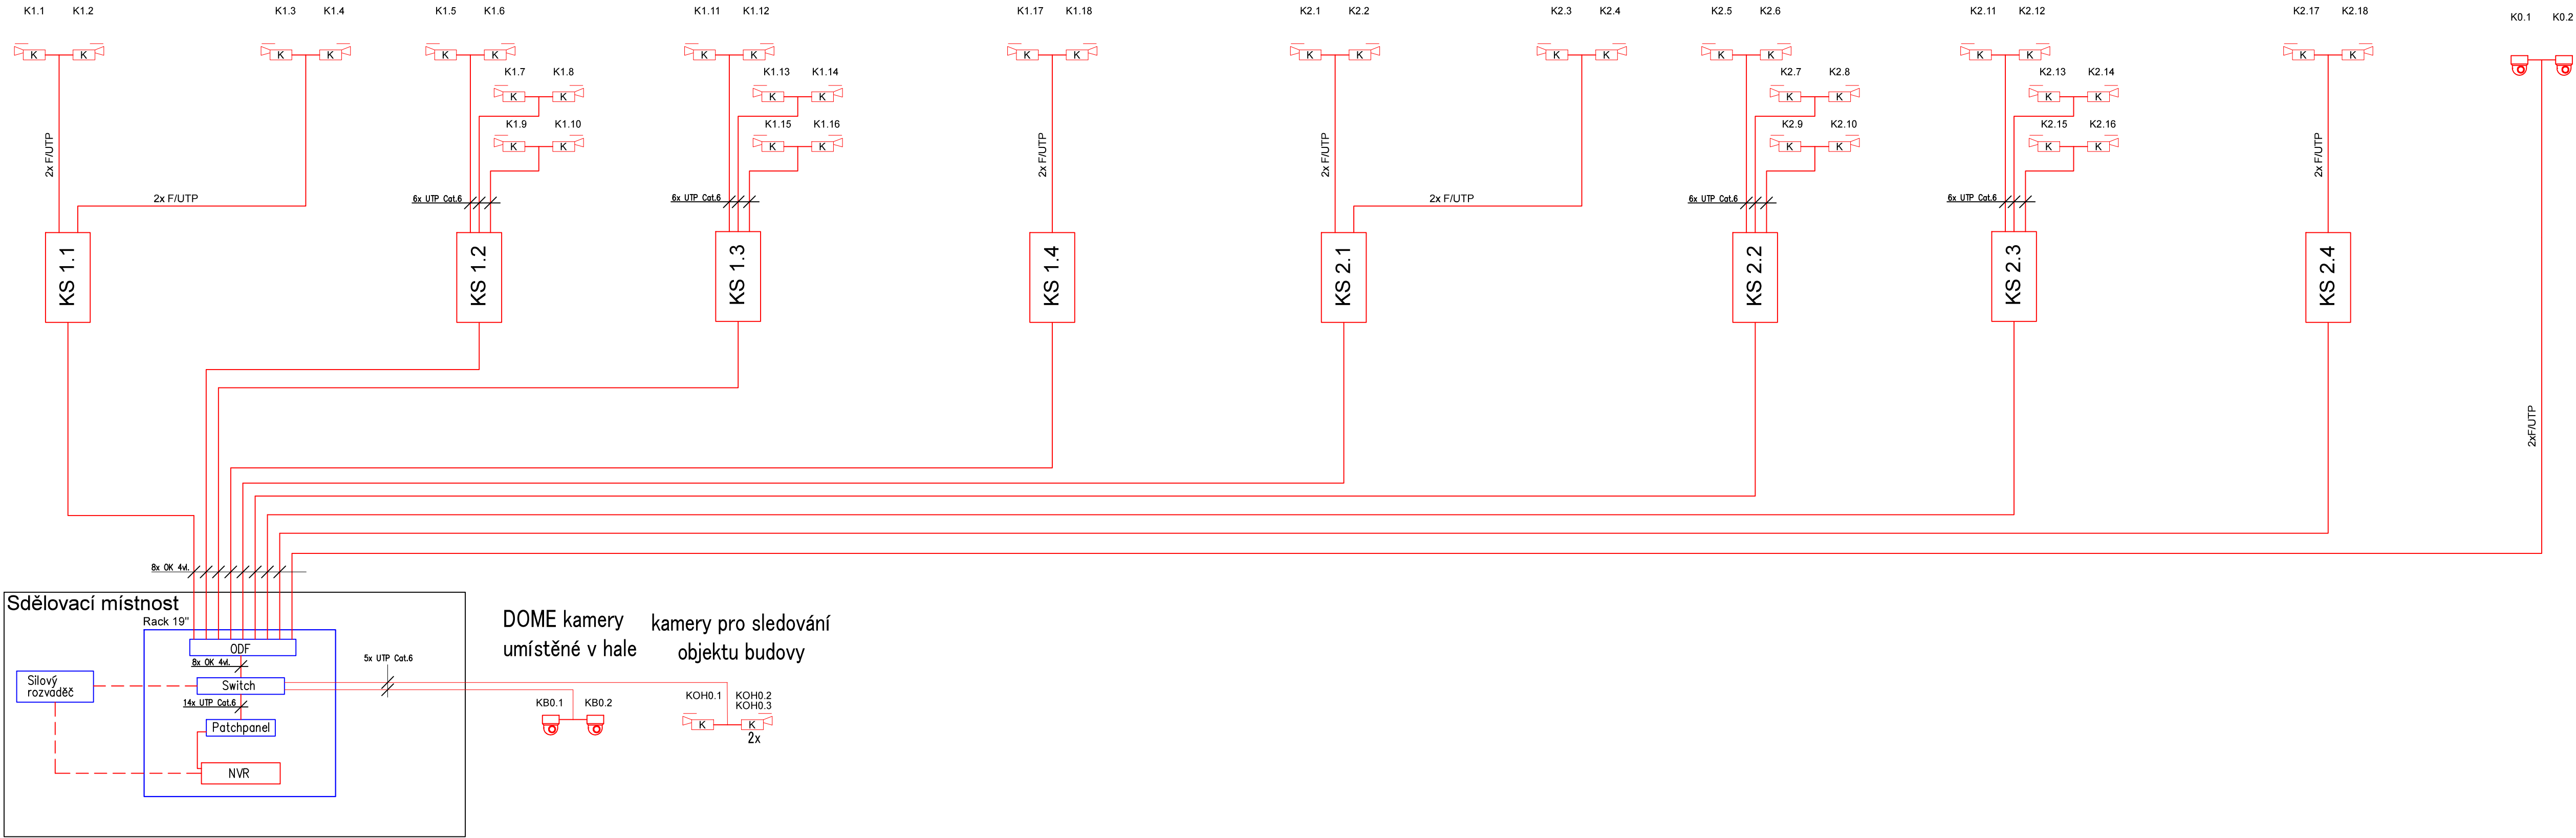 K1.1 K1.2 K1.3 K1.4 K1.5 K1.6 K1.11 K1.12 K1.17 K1.18 K2.1 K2.2 K2.3 K2.4 K2.5 K2.6 K2.11 K2.12 K2.17 K2.18 K0.1 K0.2
K K K K K K K K K K K K K K K K K K K K
K1.7 K1.8 K1.13 K1.14 K2.7 K2.8 K2.13 K2.14
K K K K K K K K
K1.9 K1.10 K1.15 K1.16 K2.9 K2.10 K2.15 K2.16
K K K K K K K K
2x F/UTP
2x F/UTP
6x UTP Cat.6
6x UTP Cat.6
2x F/UTP
2x F/UTP
2x F/UTP
6x UTP Cat.6
6x UTP Cat.6
2x F/UTP
2xF/UTP
KS 1.1
KS 1.2
KS 1.3
KS 1.4
KS 2.1
KS 2.2
KS 2.3
KS 2.4
8x OK 4vl.
Sdělovací místnost
Rack 19"
ODF
8x OK 4vl.
Switch
14x UTP Cat.6
Patchpanel
NVR
Silový
rozváděč
5x UTP Cat.6
DOME kamery
umístěné v hale
KB0.1 KB0.2
kamery pro sledování
objektu budovy
KOH0.1 KOH0.2
KOH0.3
K K
2x